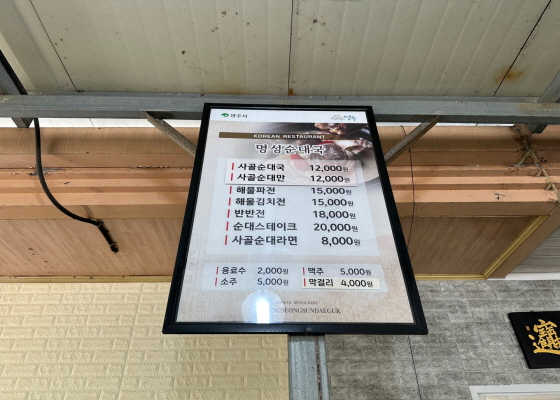 영주시
KOREAN RESTAURANT
명성순대국
사골순대국 12,000원
사골순대만 12,000원
해물파전 15,000원
해물김치전 15,000원
반반전 18,000원
순대스테이크 20,000원
사골순대라면 8,000원
음료수 2,000원 맥주 5,000원
소주 5,000원 막걸리 4,000원
RESTAURANT
GSEONGSENDAEGUK